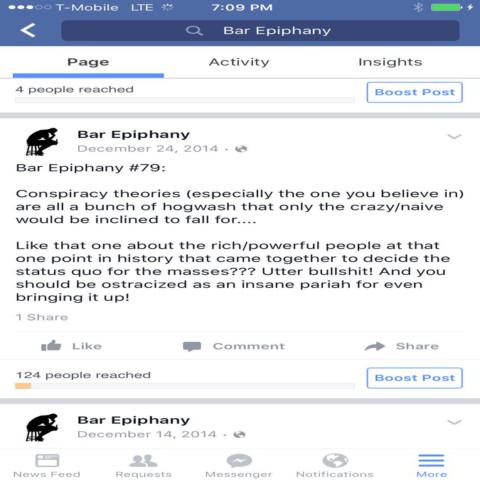 T-Mobile LTE 7:09 PM
Bar Epiphany
Page Activity Insights
4 people reached Boost Post
Bar Epiphany
December 24, 2014
Bar Epiphany #79:
Conspiracy theories (especially the one you believe in)
are all a bunch of hogwash that only the crazy/naive
would be inclined to fall for....
Like that one about the rich/powerful people at that
one point in history that came together to decide the
status quo for the masses??? Utter bullshit! And you
should be ostracized as an insane pariah for even
bringing it up!
1 Share
Like Comment Share
124 people reached Boost Post
Bar Epiphany
December 14, 2014
News Feed Requests Messenger Notifications More